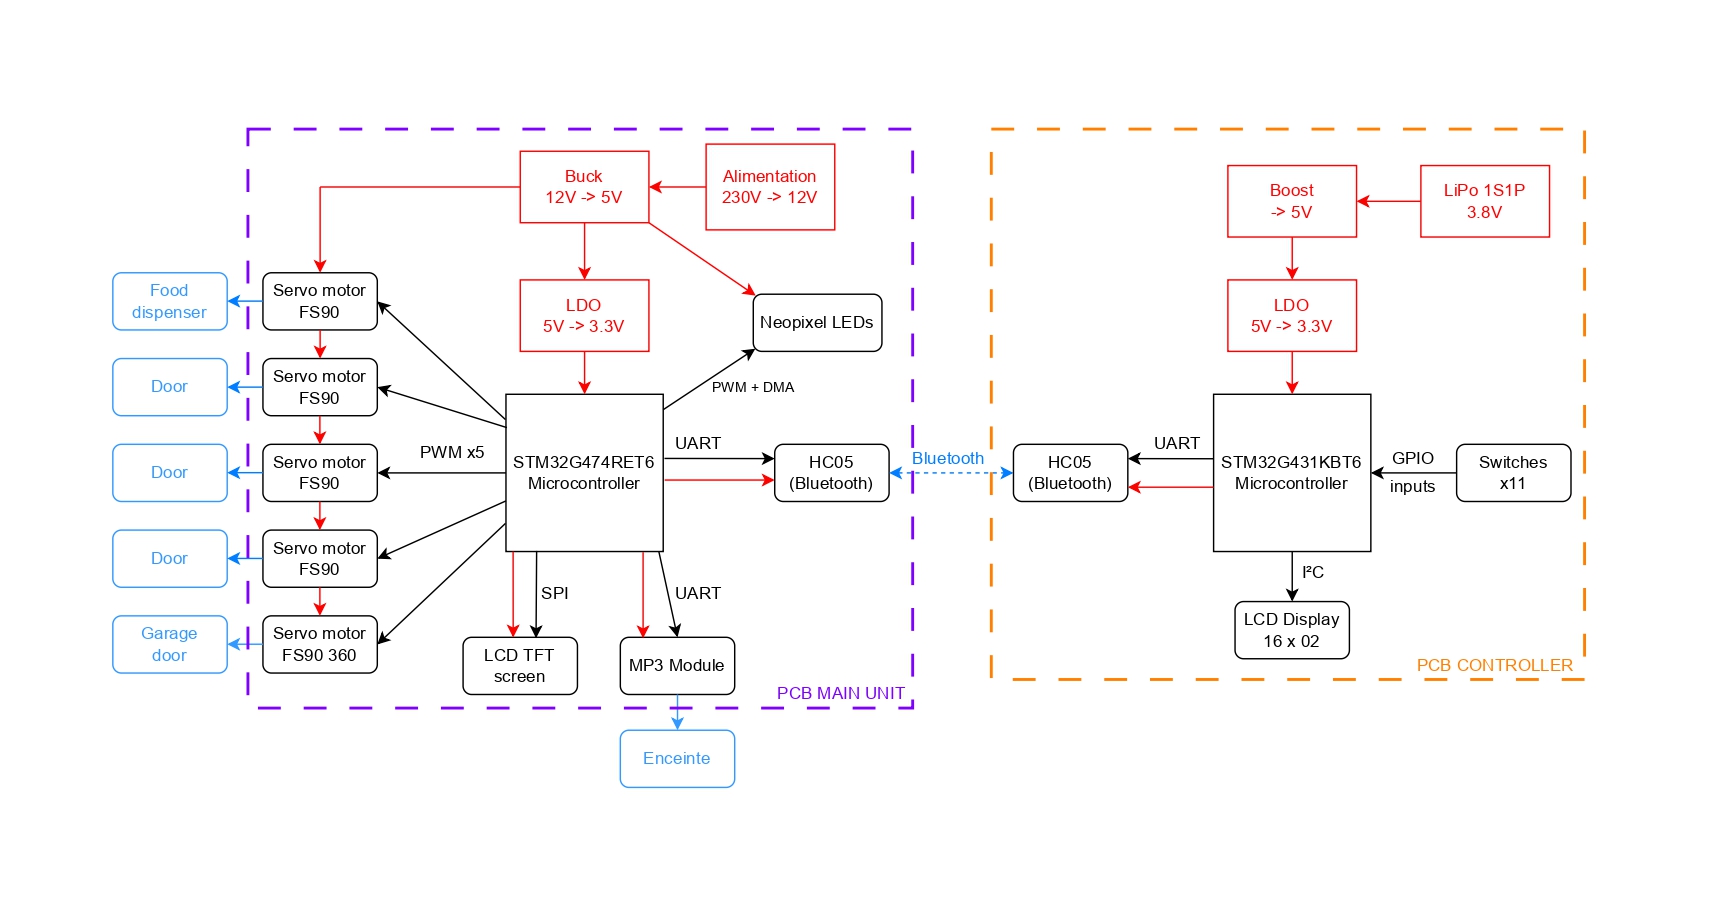 Buck
12V -> 5V
Alimentation
230V -> 12V
Food
dispenser
Servo motor
FS90
LDO
5V -> 3.3V
Neopixel LEDs
Door
Servo motor
FS90
PWM + DMA
Door
Servo motor
FS90
PWM x5
STM32G474RET6
Microcontroller
UART
HC05
(Bluetooth)
Door
Servo motor
FS90
Garage
door
Servo motor
FS90 360
SPI
UART
LCD TFT
screen
MP3 Module
PCB MAIN UNIT
Enceinte
Bluetooth
Boost
-> 5V
LiPo 1S1P
3.8V
LDO
5V -> 3.3V
HC05
(Bluetooth)
UART
STM32G431KBT6
Microcontroller
GPIO
inputs
Switches
x11
I²C
LCD Display
16 x 02
PCB CONTROLLER